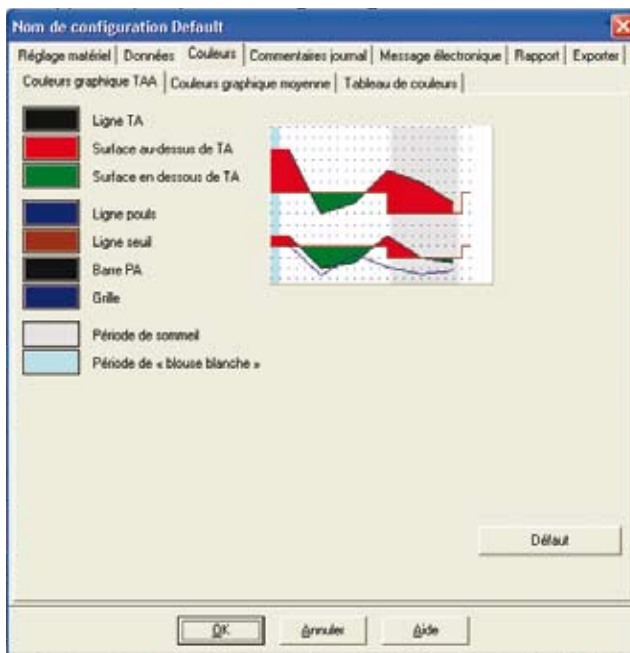 Nom de configuration Default
Réglage matériel Données Couleurs Commentaires journal Message électronique Rapport Exporter
Couleurs graphique TAA Couleurs graphique moyenne Tableau de couleurs
Ligne TA
Surface au-dessus de TA
Surface en dessous de TA
Ligne pouls
Ligne seuil
Barre PA
Grille
Période de sommeil
Période de « blouse blanche »
Défaut
OK Annuler Aide